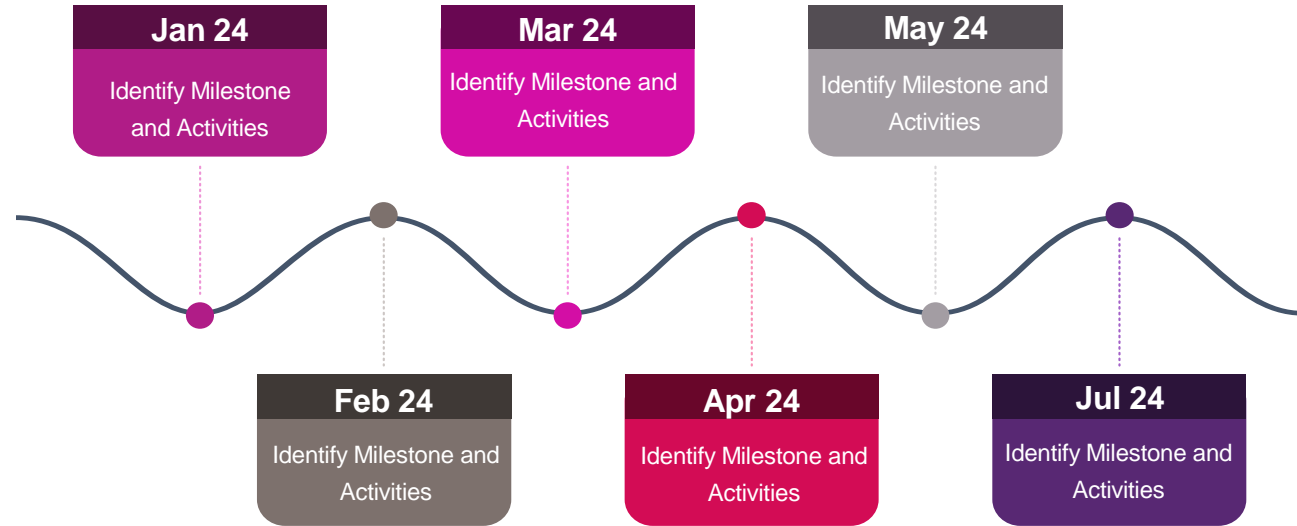 Jan 24
Identify Milestone
and Activities
Mar 24
Identify Milestone and
Activities
May 24
Identify Milestone and
Activities
Feb 24
Identify Milestone and
Activities
Apr 24
Identify Milestone and
Activities
Jul 24
Identify Milestone and
Activities